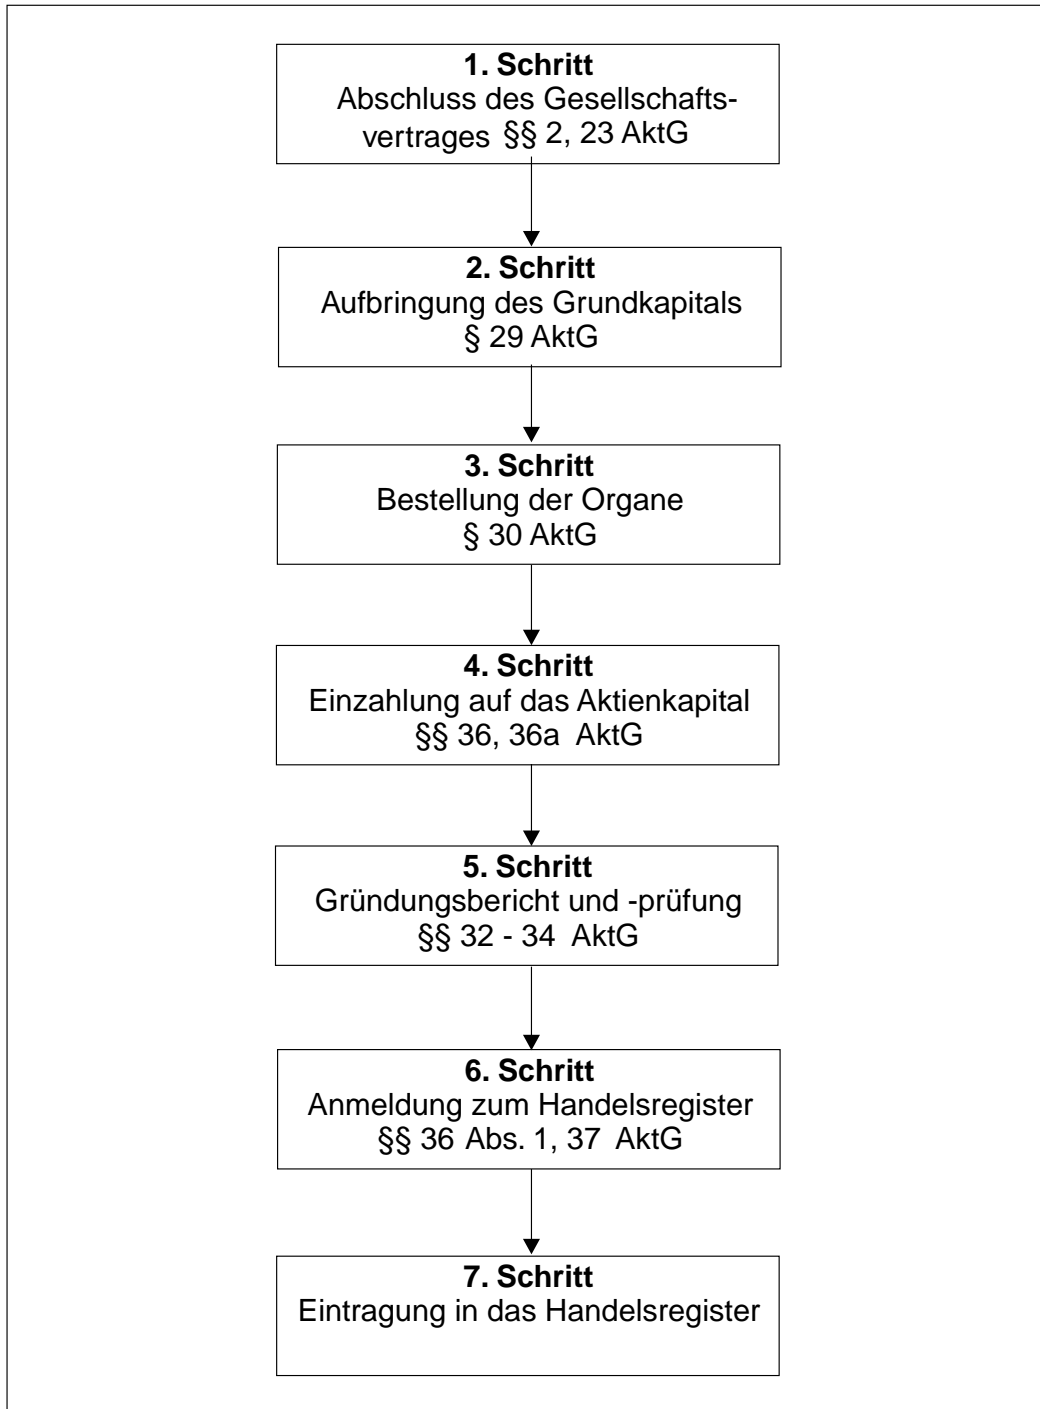 1. Schritt
Abschluss des Gesellschafts-
vertrages §§ 2, 23 AktG
2. Schritt
Aufbringung des Grundkapitals
§ 29 AktG
3. Schritt
Bestellung der Organe
§ 30 AktG
4. Schritt
Einzahlung auf das Aktienkapital
§§ 36, 36a AktG
5. Schritt
Gründungsbericht und -prüfung
§§ 32 - 34 AktG
6. Schritt
Anmeldung zum Handelsregister
§§ 36 Abs. 1, 37 AktG
7. Schritt
Eintragung in das Handelsregister